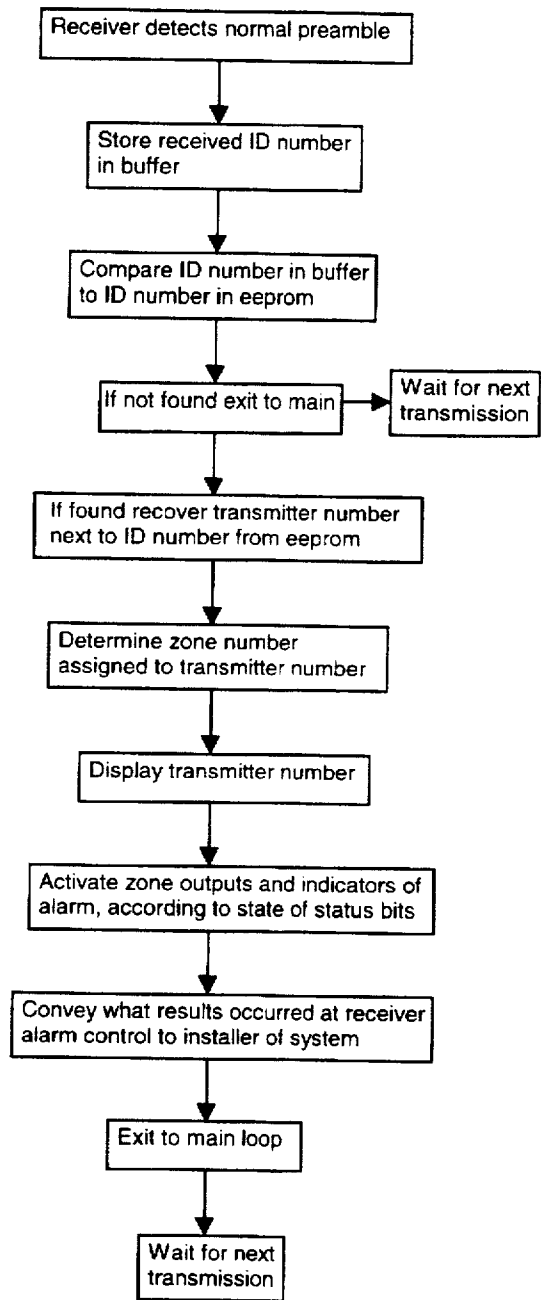 Receiver detects normal preamble
Store received ID number
in buffer
Compare ID number in buffer
to ID number in eeprom
If not found exit to main
Wait for next
transmission
If found recover transmitter number
next to ID number from eeprom
Determine zone number
assigned to transmitter number
Display transmitter number
Activate zone outputs and indicators of
alarm, according to state of status bits
Convey what results occurred at receiver
alarm control to installer of system
Exit to main loop
Wait for next
transmission